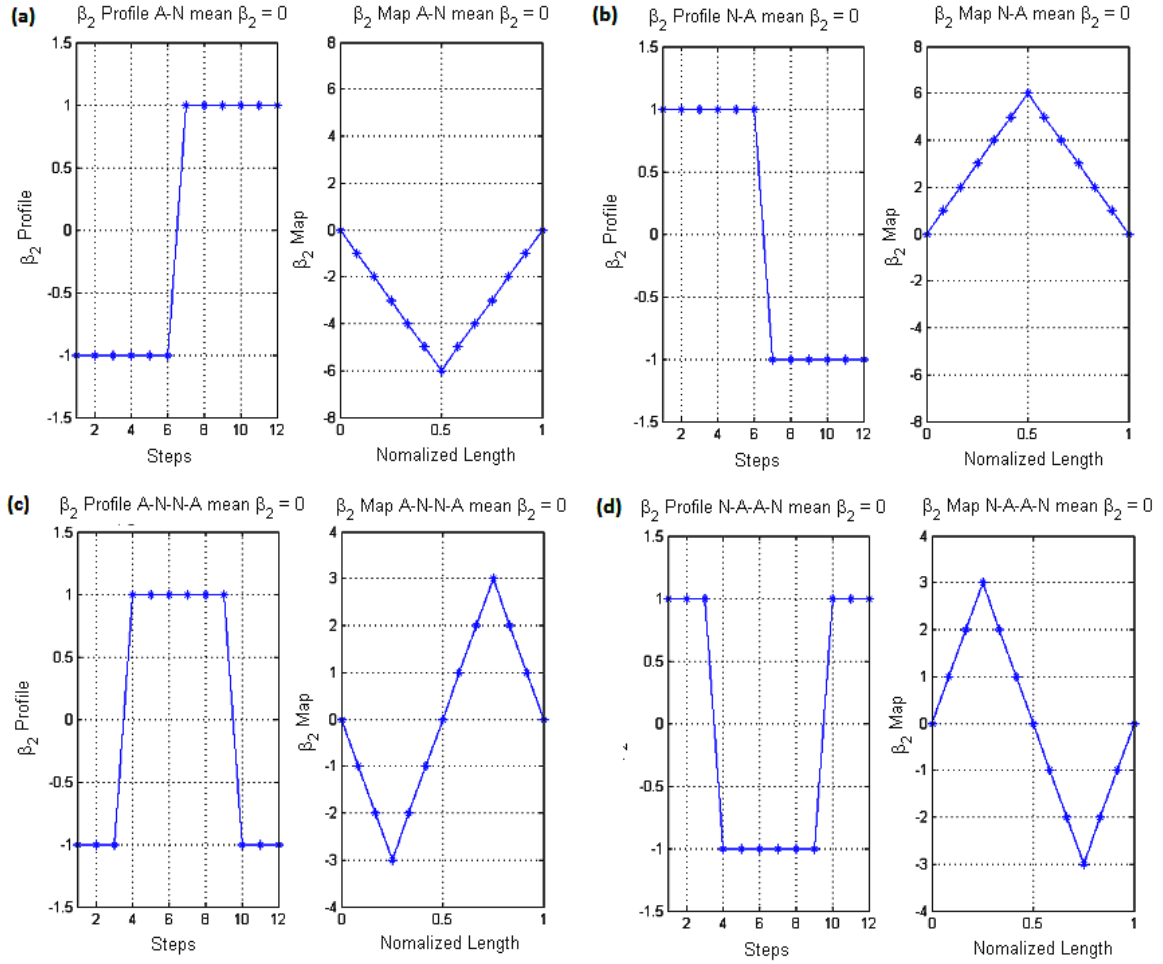 (a)
β2 Profile A-N mean β2 = 0
β2 Map A-N mean β2 = 0
1.5
1
0.5
0
-0.5
-1
-1.5
β2 Profile
2 4 6 8 10 12
Steps
8
6
4
2
0
-2
-4
-6
-8
β2 Map
0 0.5 1
Nomalized Length
(b)
β2 Profile N-A mean β2 = 0
β2 Map N-A mean β2 = 0
1.5
1
0.5
0
-0.5
-1
-1.5
β2 Profile
2 4 6 8 10 12
Steps
8
6
4
2
0
-2
-4
-6
-8
β2 Map
0 0.5 1
Nomalized Length
(c)
β2 Profile A-N-N-A mean β2 = 0
β2 Map A-N-N-A mean β2 = 0
1.5
1
0.5
0
-0.5
-1
-1.5
β2 Profile
2 4 6 8 10 12
Steps
4
3
2
1
0
-1
-2
-3
-4
β2 Map
0 0.5 1
Nomalized Length
(d)
β2 Profile N-A-A-N mean β2 = 0
β2 Map N-A-A-N mean β2 = 0
1.5
1
0.5
0
-0.5
-1
-1.5
2
2 4 6 8 10 12
Steps
4
3
2
1
0
-1
-2
-3
-4
β2 Map
0 0.5 1
Nomalized Length